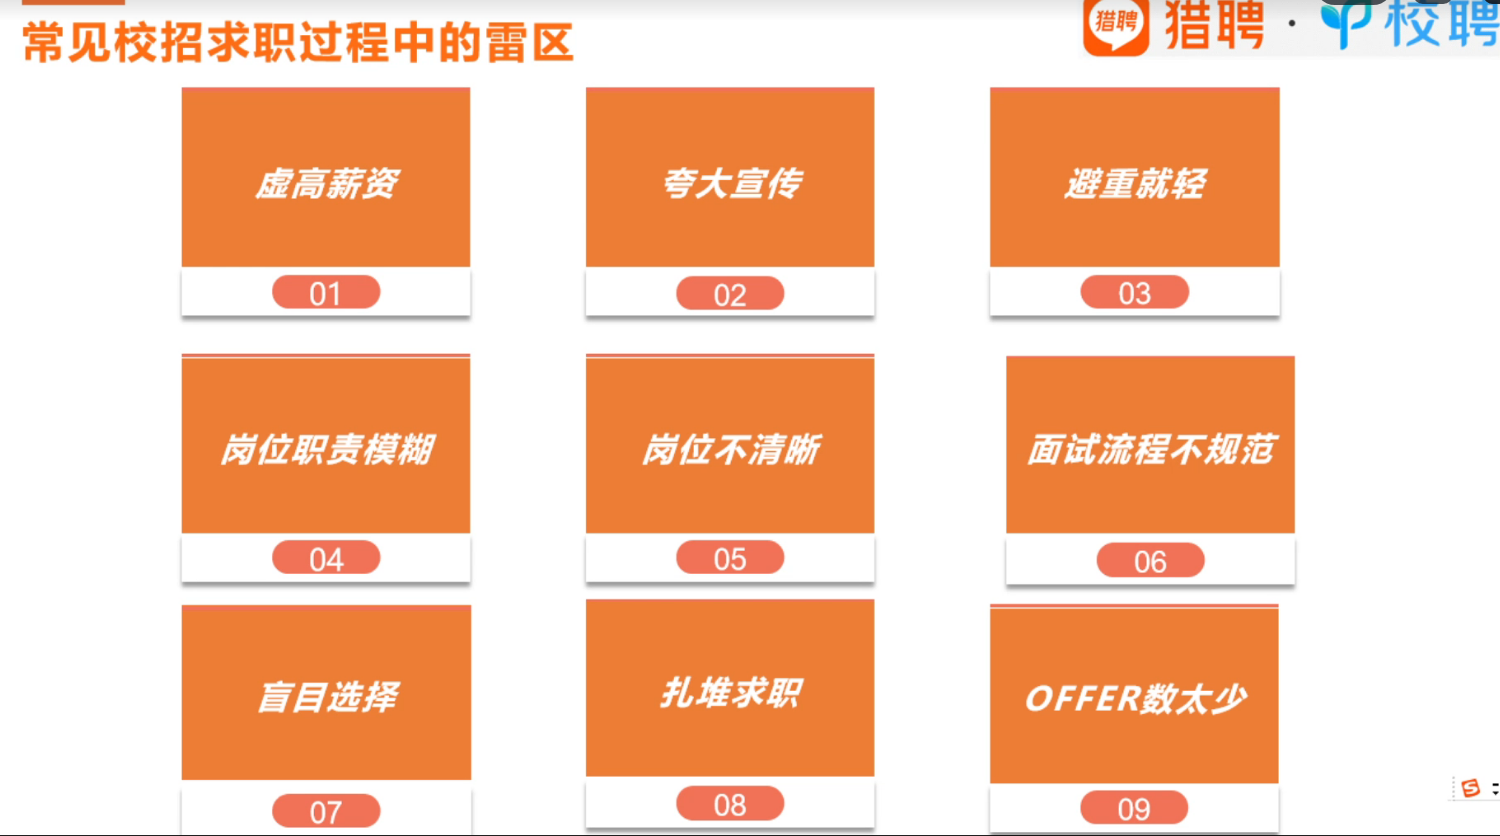 常见校招求职过程中的雷区
猎聘 猎聘 · 校聘
虚高薪资
夸大宣传
避重就轻
01
02
03
岗位职责模糊
岗位不清晰
面试流程不规范
04
05
06
盲目选择
扎堆求职
OFFER数太少
07
08
09